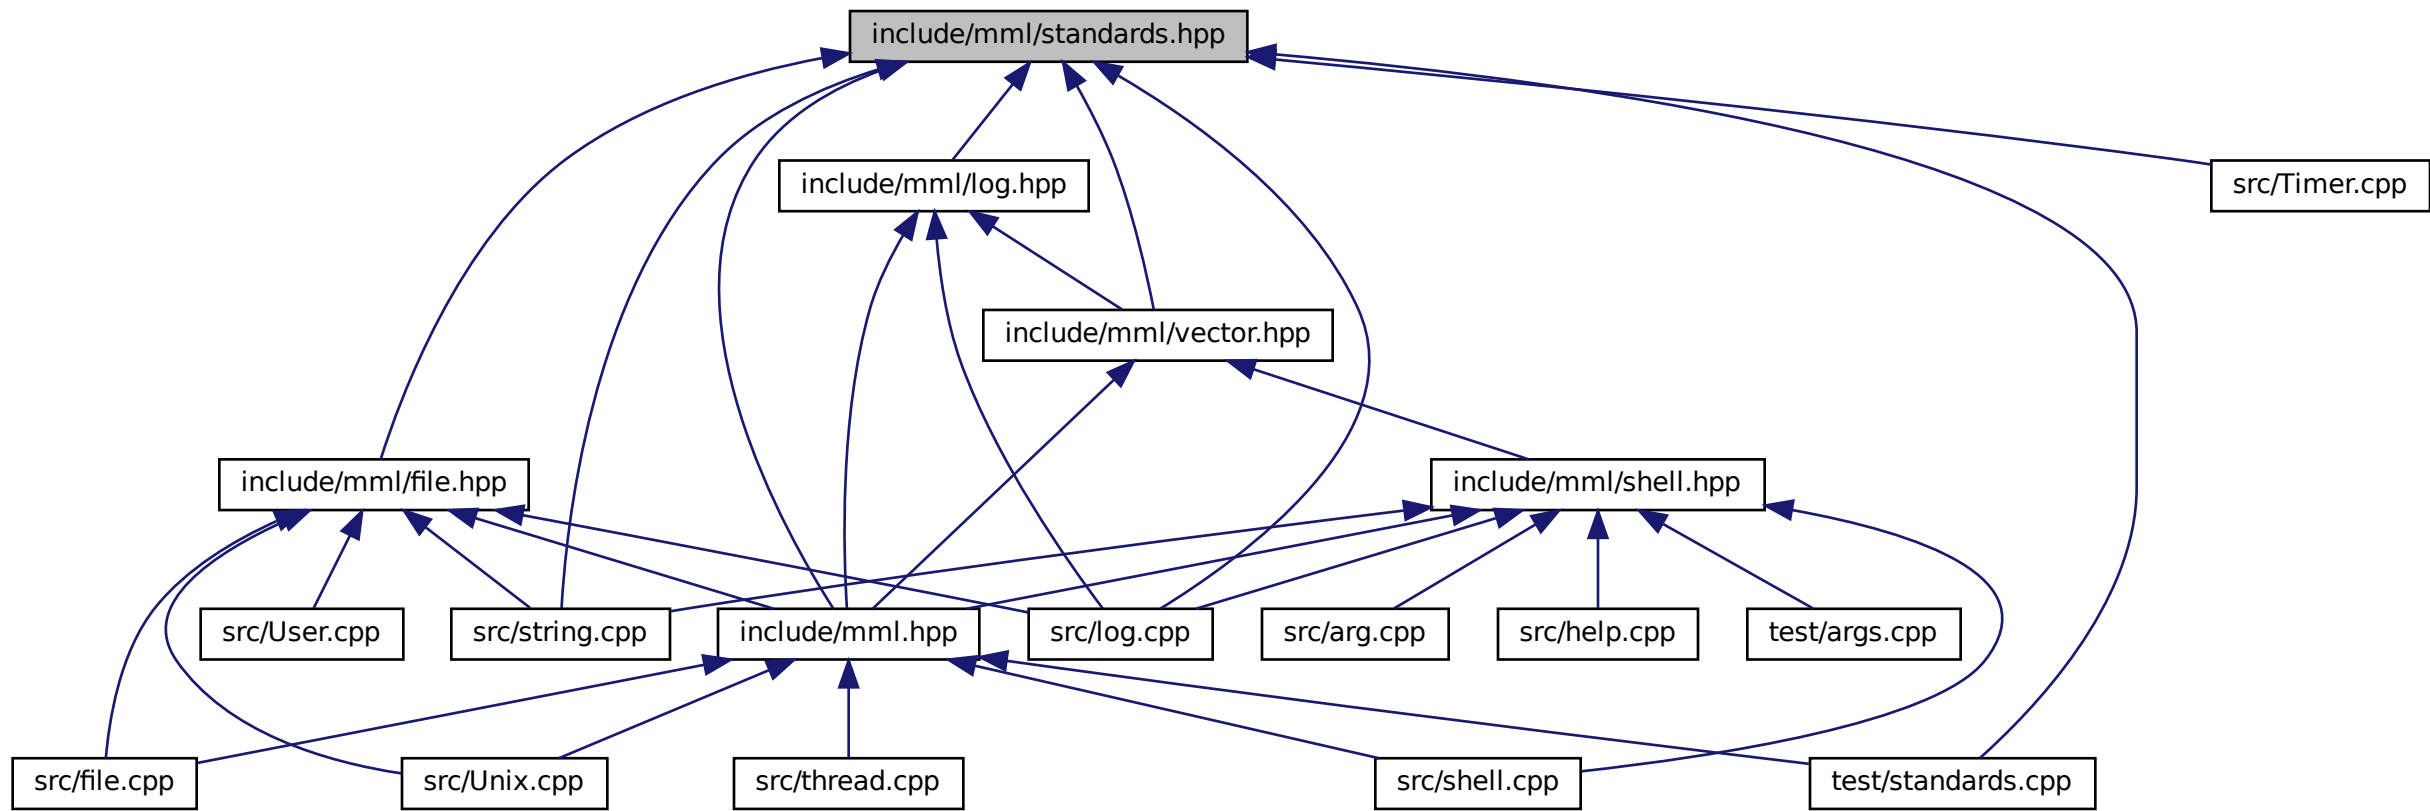 include/mml/standards.hpp
include/mml/log.hpp
src/Timer.cpp
include/mml/vector.hpp
include/mml/file.hpp
include/mml/shell.hpp
src/User.cpp
src/string.cpp
include/mml.hpp
src/log.cpp
src/arg.cpp
src/help.cpp
test/args.cpp
src/file.cpp
src/Unix.cpp
src/thread.cpp
src/shell.cpp
test/standards.cpp